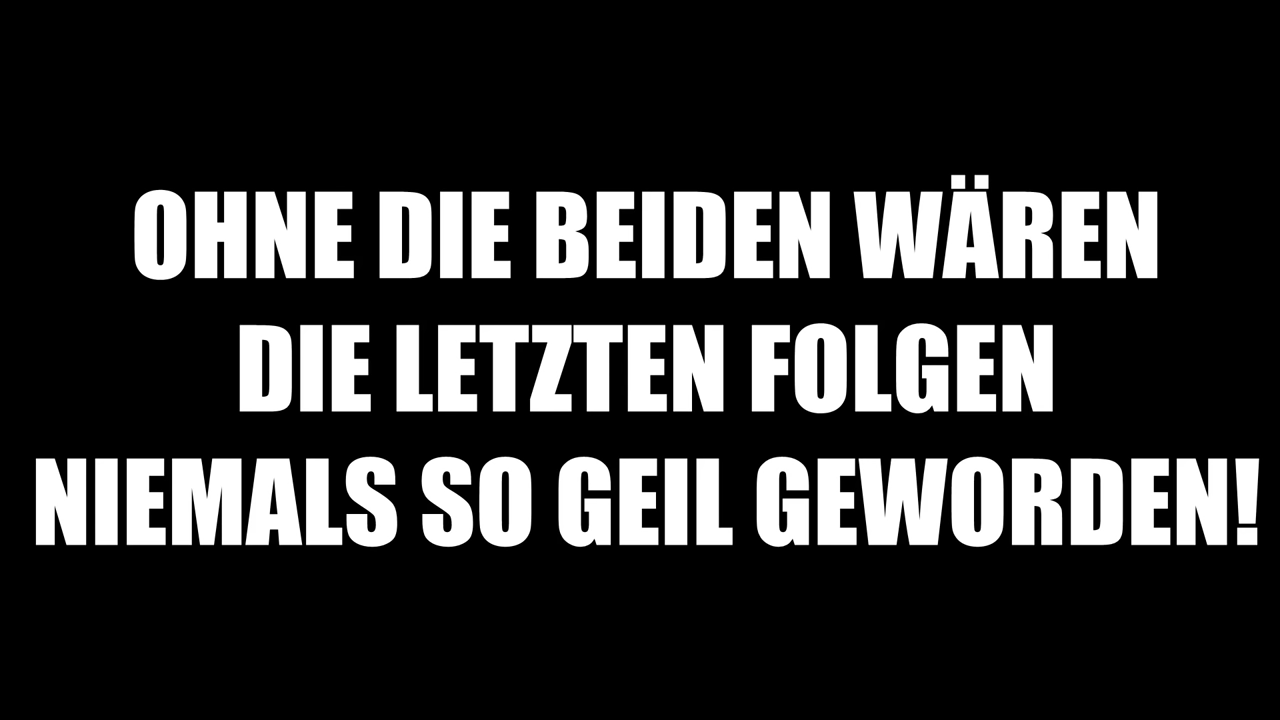 OHNE DIE BEIDEN WÄREN
DIE LETZTEN FOLGEN
NIEMALS SO GEIL GEWORDEN!